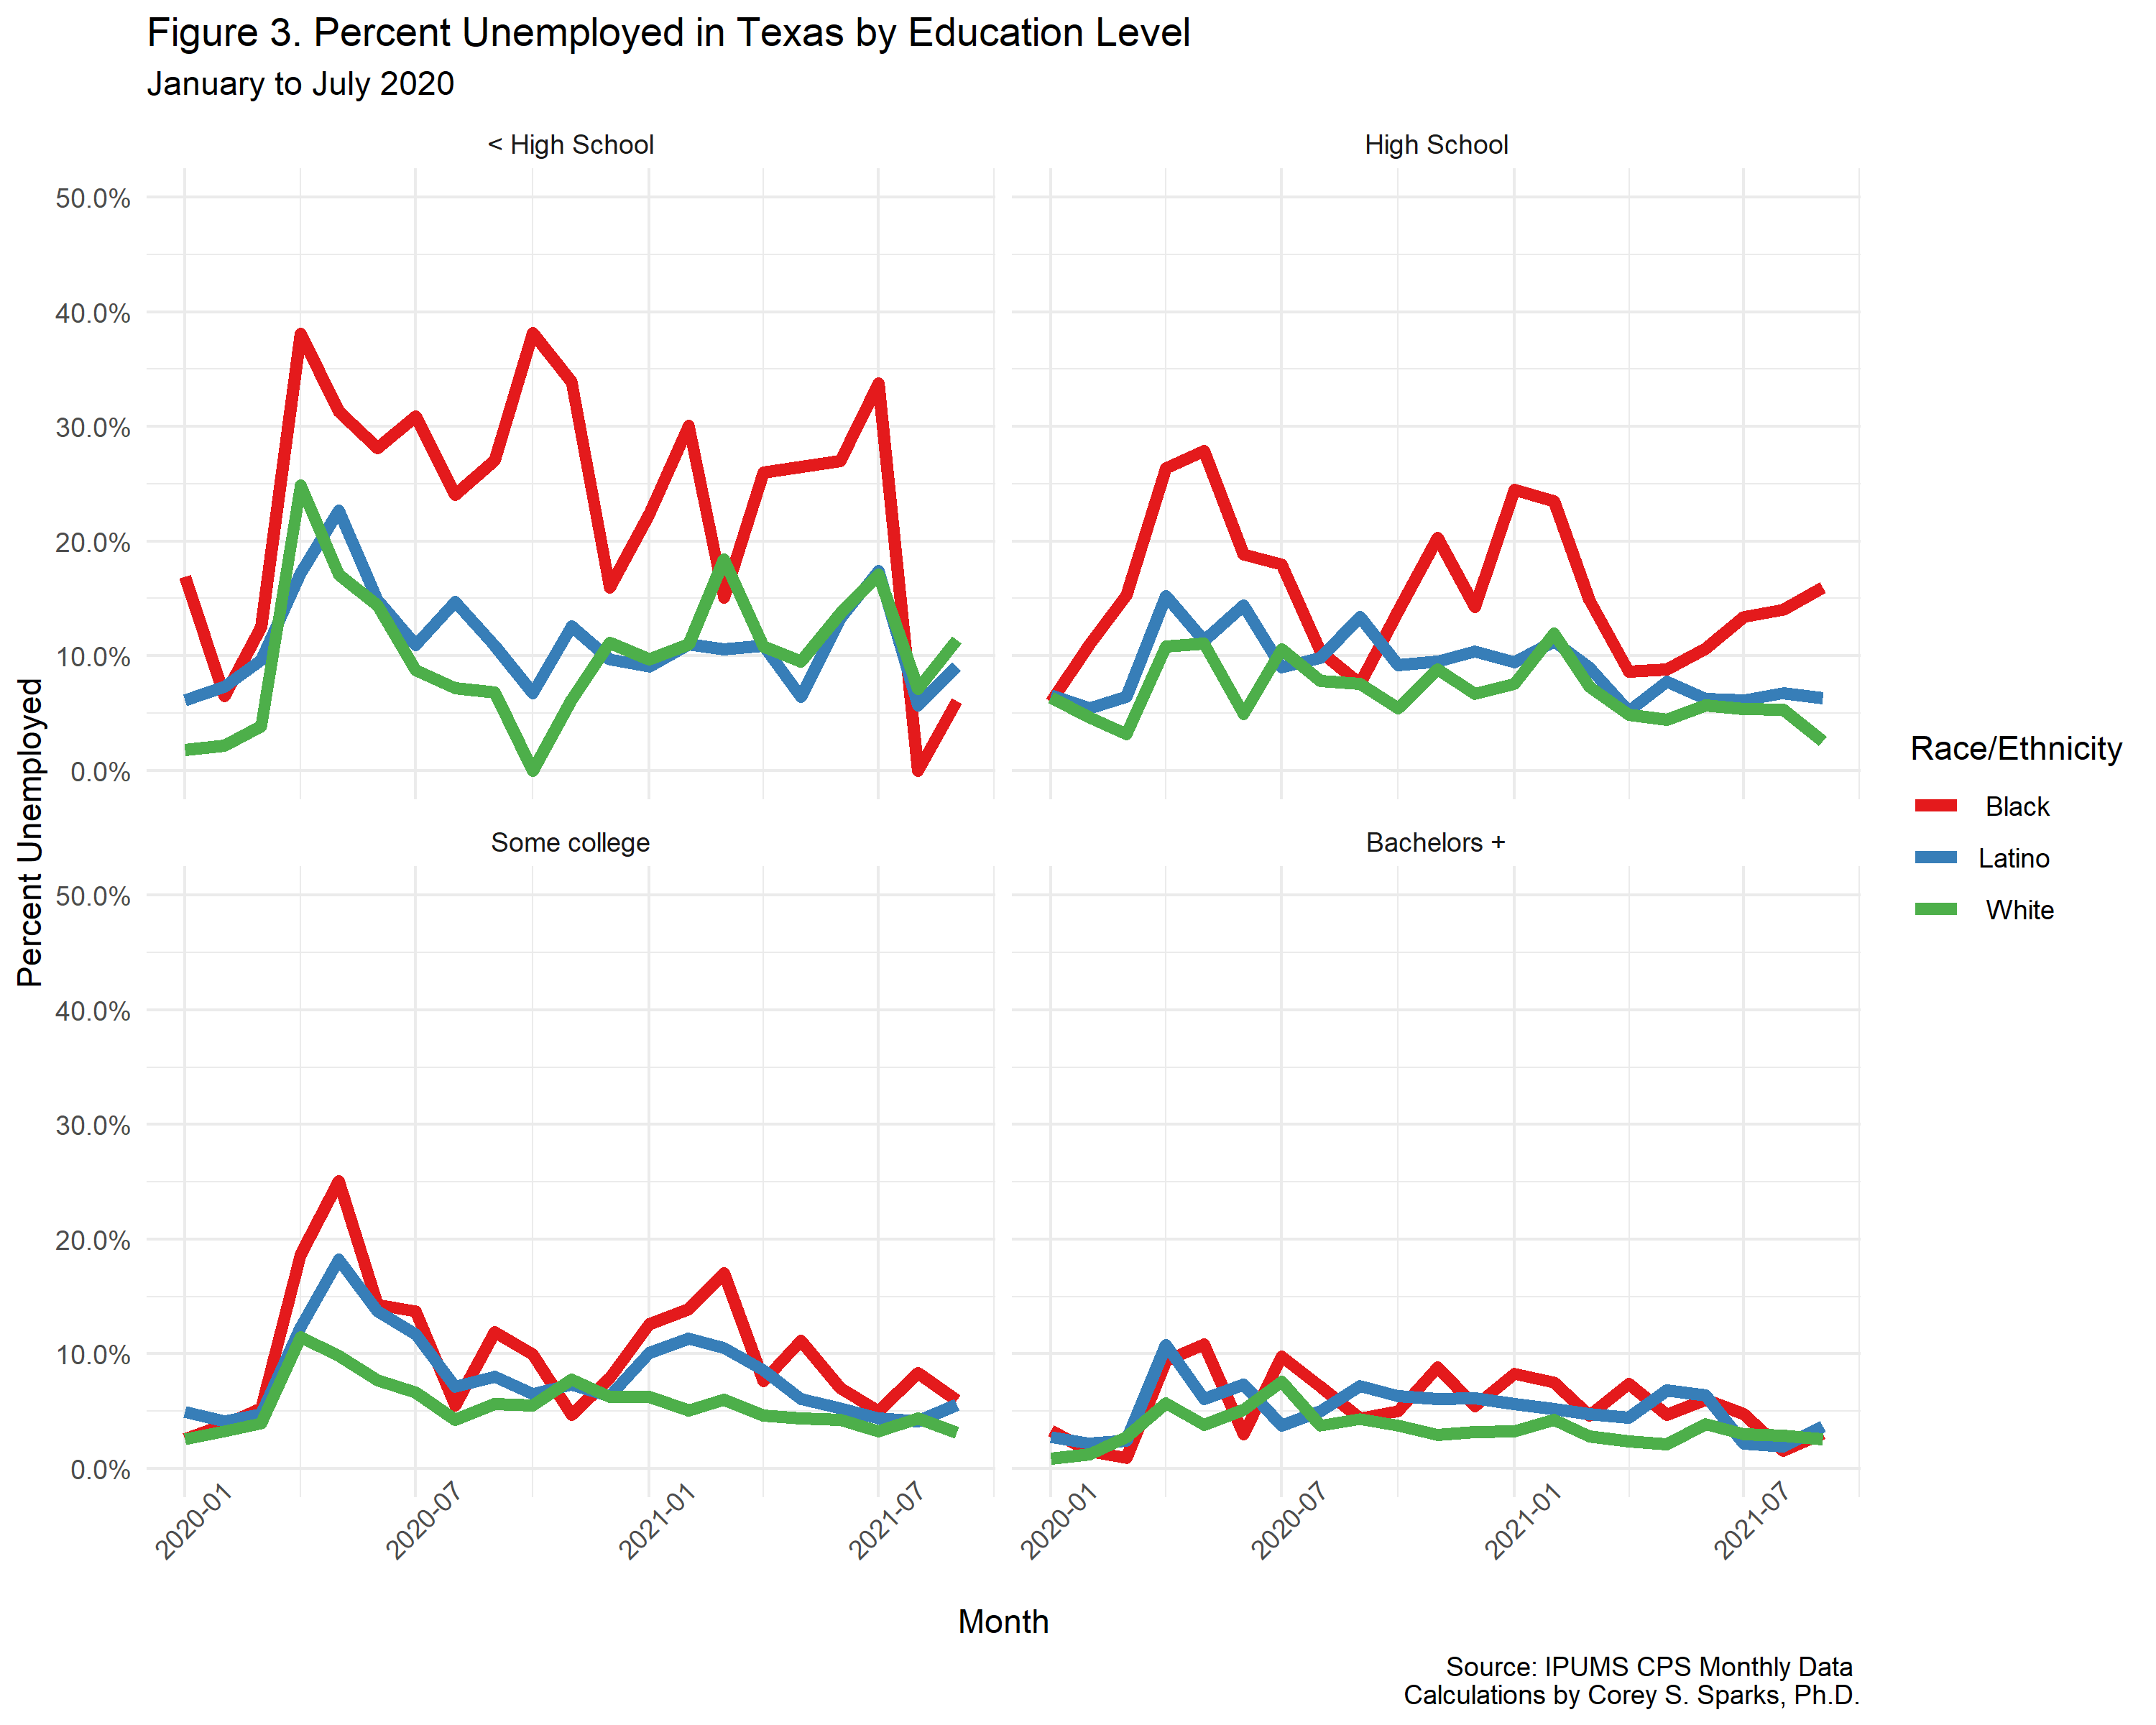 Figure 3. Percent Unemployed in Texas by Education Level
January to July 2020
< High School
High School
50.0%
40.0%
30.0%
20.0%
10.0%
0.0%
Some college
Bachelors +
50.0%
40.0%
30.0%
20.0%
10.0%
0.0%
2020-01
2020-07
2021-01
2021-07
2020-01
2020-07
2021-01
2021-07
Percent Unemployed
Month
Race/Ethnicity
Black
Latino
White
Source: IPUMS CPS Monthly Data
Calculations by Corey S. Sparks, Ph.D.